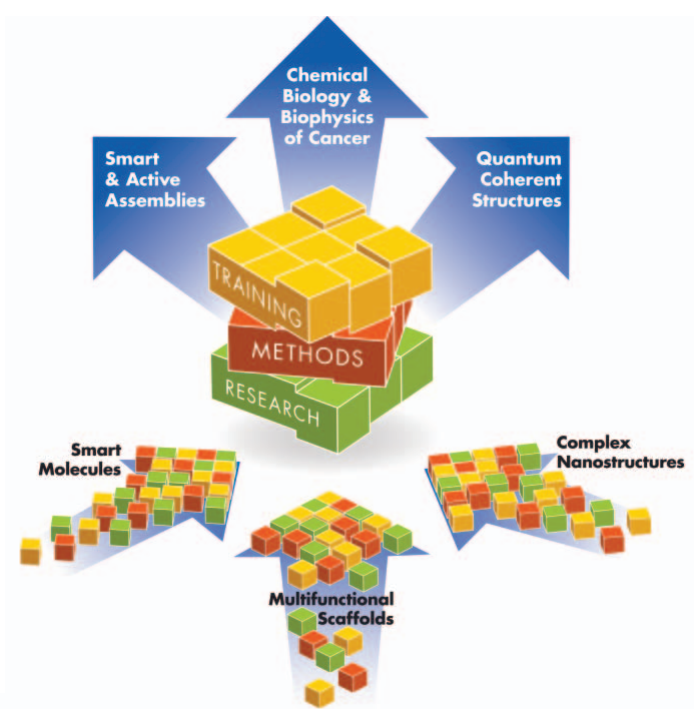 Chemical
Biology &
Biophysics
of Cancer
Smart
& Active
Assemblies
Quantum
Coherent
Structures
TRAINING
METHODS
RESEARCH
Smart
Molecules
Complex
Nanostructures
Multifunctional
Scaffolds